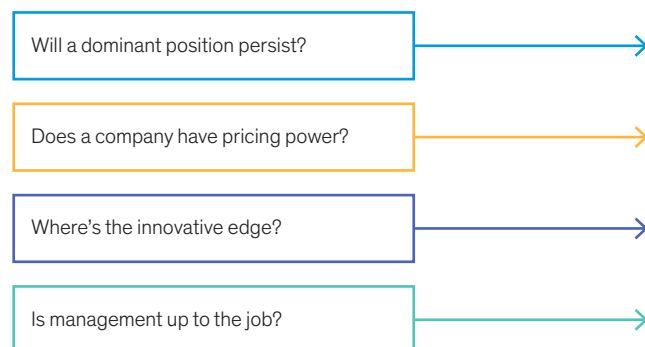 Will a dominant position persist?
Does a company have pricing power?
Where’s the innovative edge?
Is management up to the job?